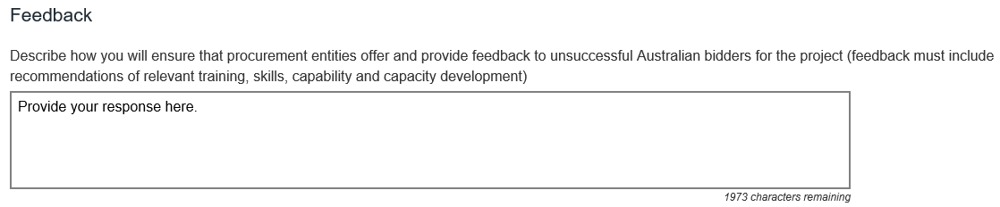 Feedback
Describe how you will ensure that procurement entities offer and provide feedback to unsuccessful Australian bidders for the project (feedback must include
recommendations of relevant training, skills, capability and capacity development)
Provide your response here.
1973 characters remaining